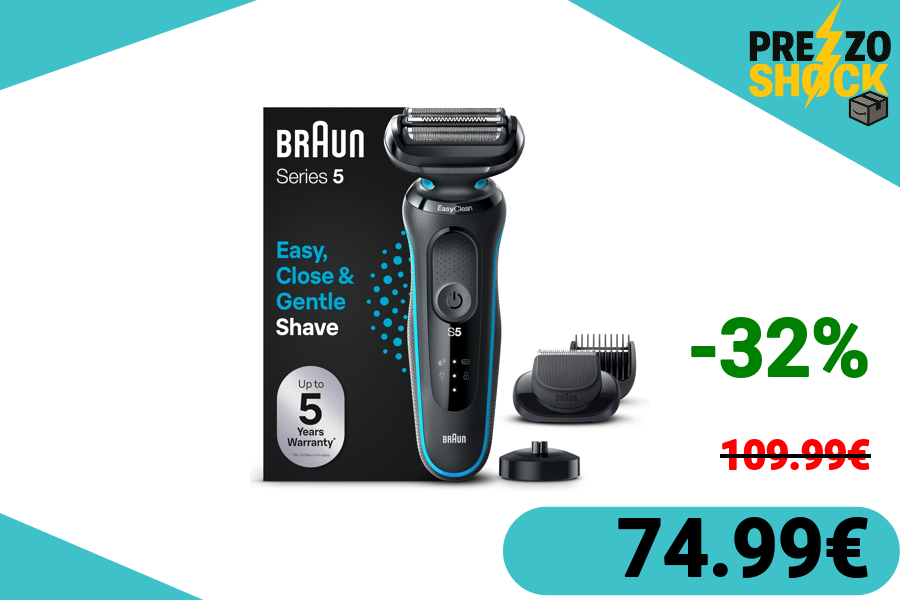 PREZZO
SHOCK
BRAUN
Series 5
Easy,
Close &
Gentle
Shave
Up to
5
Years
Warranty*
EasyClean
S5
BRAUN
BRAUN
-32%
109.99€
74.99€